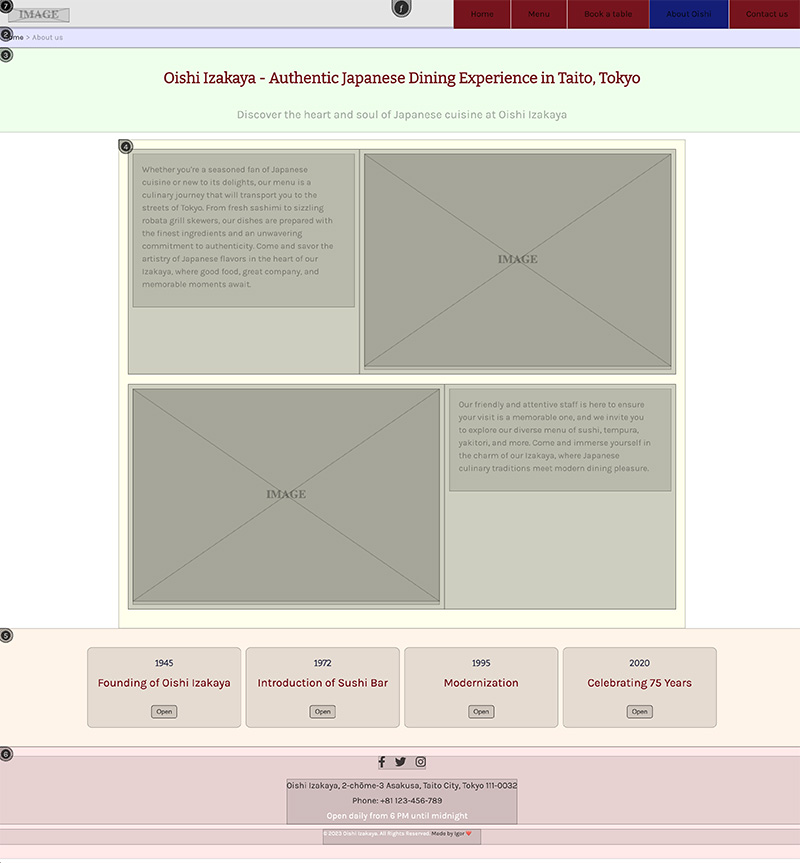 1
IMAGE
1
Home
Menu
Book a table
About Oishi
Contact us
2
ome > About us
3
Oishi Izakaya - Authentic Japanese Dining Experience in Taito, Tokyo
Discover the heart and soul of Japanese cuisine at Oishi Izakaya
4
Whether you're a seasoned fan of Japanese
cuisine or new to its delights, our menu is a
culinary journey that will transport you to the
streets of Tokyo. From fresh sashimi to sizzling
robata grill skewers, our dishes are prepared with
the finest ingredients and an unwavering
commitment to authenticity. Come and savor the
artistry of Japanese flavors in the heart of our
Izakaya, where good food, great company, and
memorable moments await.
IMAGE
IMAGE
Our friendly and attentive staff is here to ensure
your visit is a memorable one, and we invite you
to explore our diverse menu of sushi, tempura,
yakitori, and more. Come and immerse yourself in
the charm of our Izakaya, where Japanese
culinary traditions meet modern dining pleasure.
5
1945
Founding of Oishi Izakaya
Open
1972
Introduction of Sushi Bar
Open
1995
Modernization
Open
2020
Celebrating 75 Years
Open
6
Oishi Izakaya, 2-chōme-3 Asakusa, Taito City, Tokyo 111-0032
Phone: +81 123-456-789
Open daily from 6 PM until midnight
© 2023 Oishi Izakaya. All Rights Reserved. Made by Igor